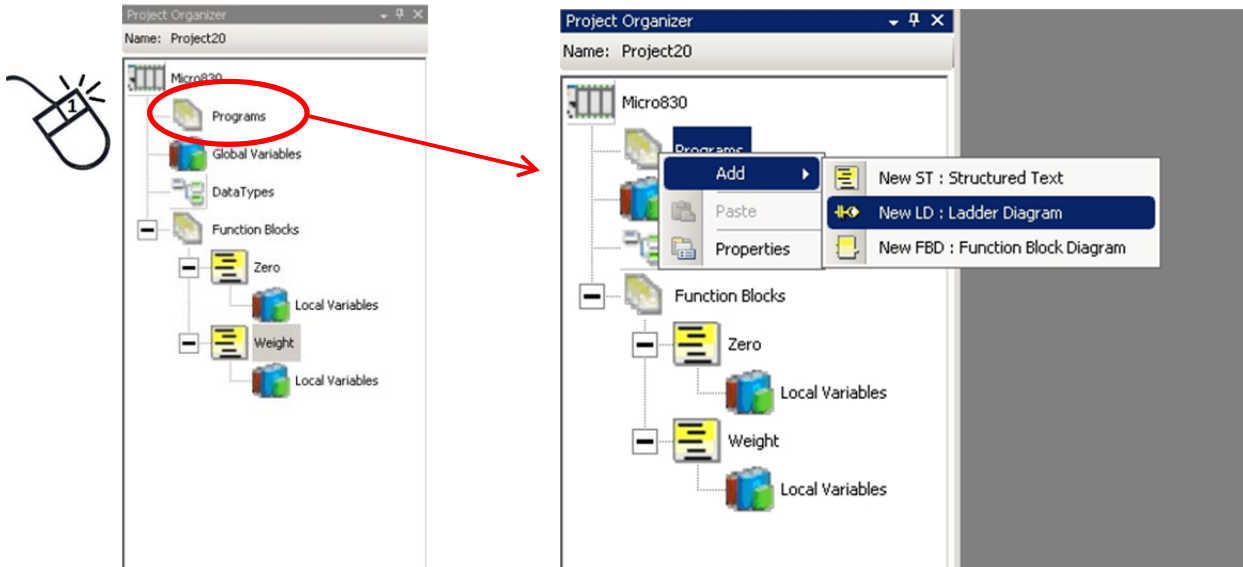 Project Organizer
Name: Project20
Micro830
Programs
Global Variables
DataTypes
Function Blocks
Zero
Local Variables
Weight
Local Variables
1
Project Organizer
Name: Project20
Micro830
Programs
Add
Paste
Properties
New ST : Structured Text
New LD : Ladder Diagram
New FBD : Function Block Diagram
Function Blocks
Zero
Local Variables
Weight
Local Variables